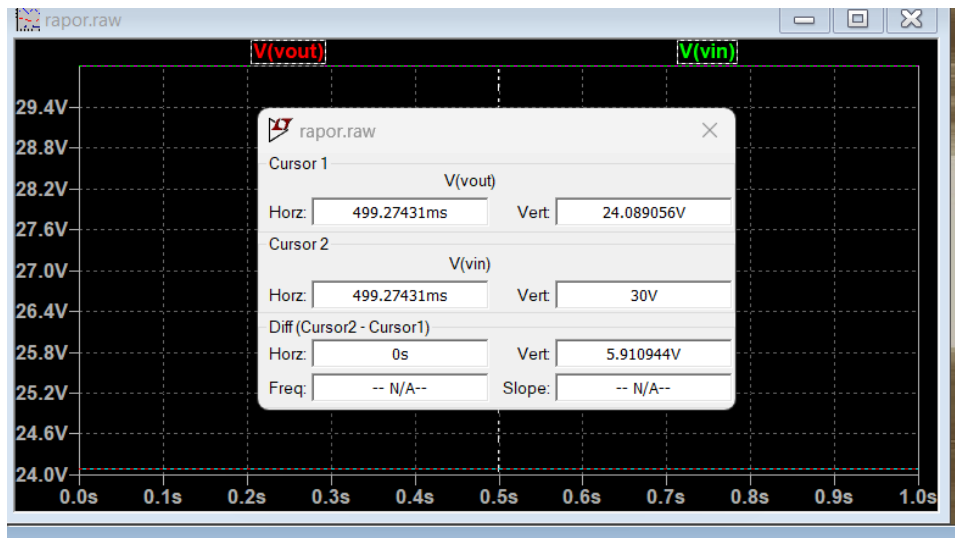 rapor.raw
V(vout) V(vin)
29.4V
28.8V
28.2V
27.6V
27.0V
26.4V
25.8V
25.2V
24.6V
24.0V
rapor.raw
Cursor 1
V(vout)
Horz: 499.27431ms Vert: 24.089056V
Cursor 2
V(vin)
Horz: 499.27431ms Vert: 30V
Diff (Cursor2 - Cursor1)
Horz: 0s Vert: 5.910944V
Freq: -- N/A-- Slope: -- N/A--
0.0s 0.1s 0.2s 0.3s 0.4s 0.5s 0.6s 0.7s 0.8s 0.9s 1.0s